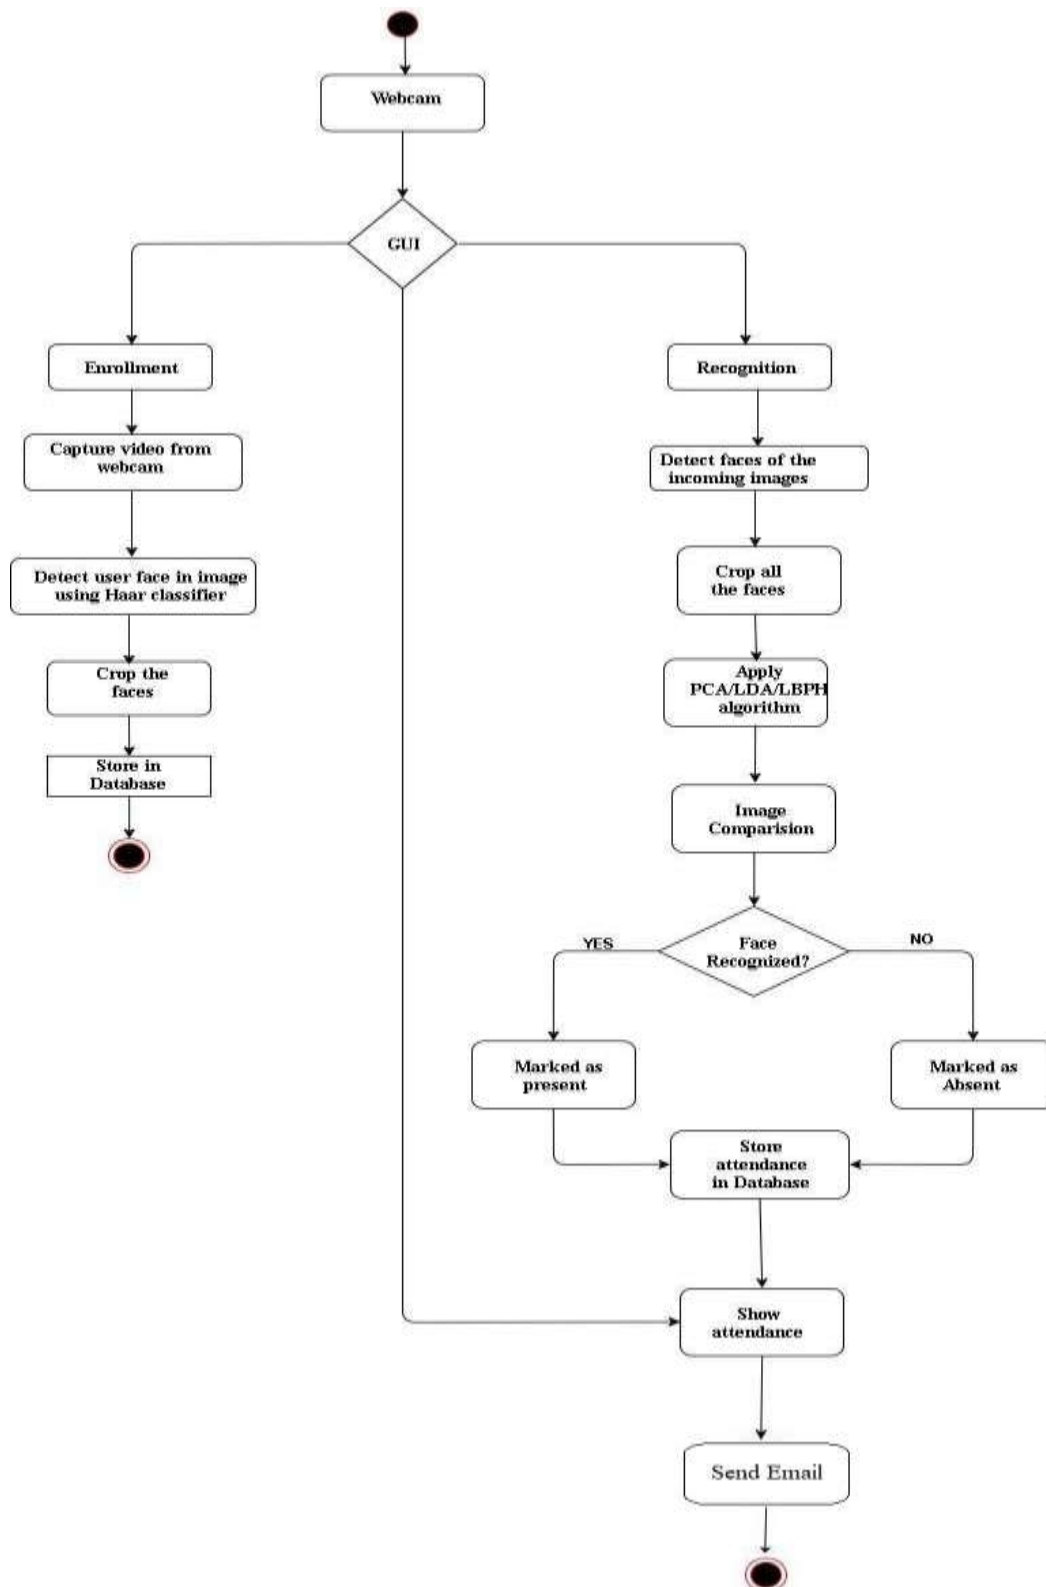 Webcam
GUI
Enrollment
Recognition
Capture video from
webcam
Detect faces of the
incoming images
Detect user face in image
using Haar classifier
Crop all
the faces
Crop the
faces
Apply
PCA/LDA/LBPH
algorithm
Store in
Database
Image
Comparision
YES
Face
Recognized?
NO
Marked as
present
Marked as
Absent
Store
attendance
in Database
Show
attendance
Send Email